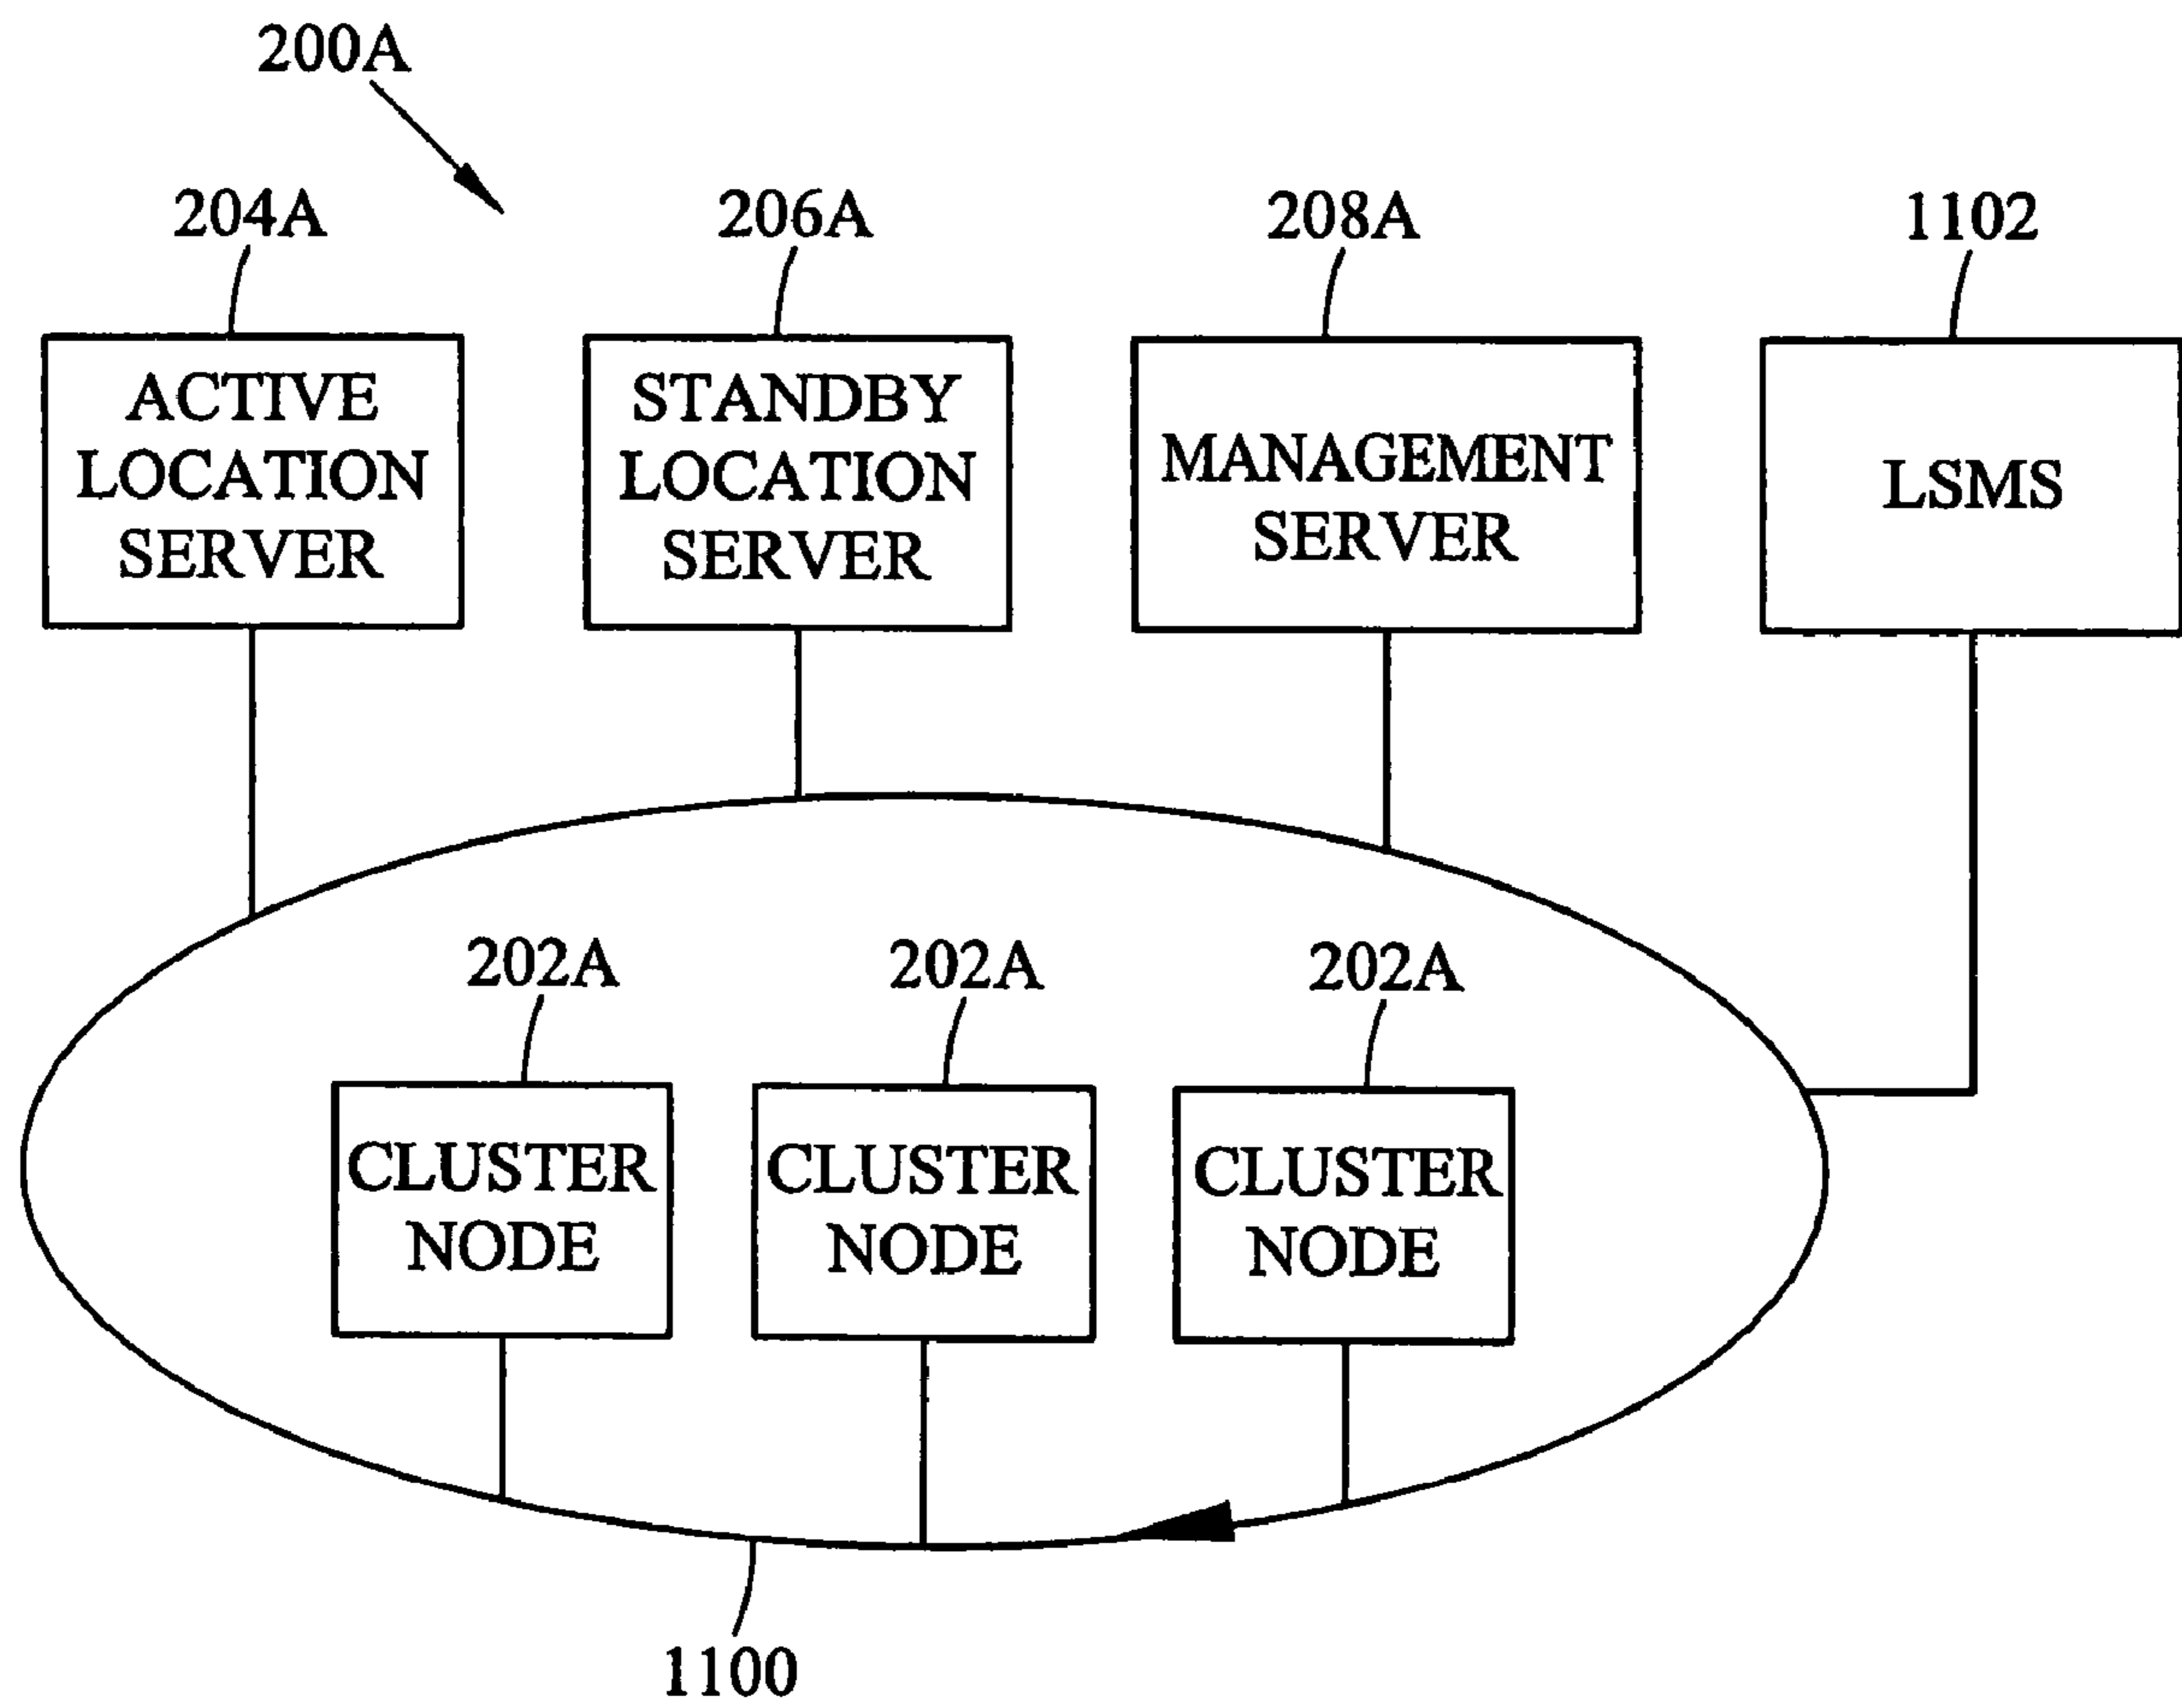 200A
204A
206A
208A
1102
ACTIVE
LOCATION
SERVER
STANDBY
LOCATION
SERVER
MANAGEMENT
SERVER
LSMS
202A
202A
202A
CLUSTER
NODE
CLUSTER
NODE
CLUSTER
NODE
1100